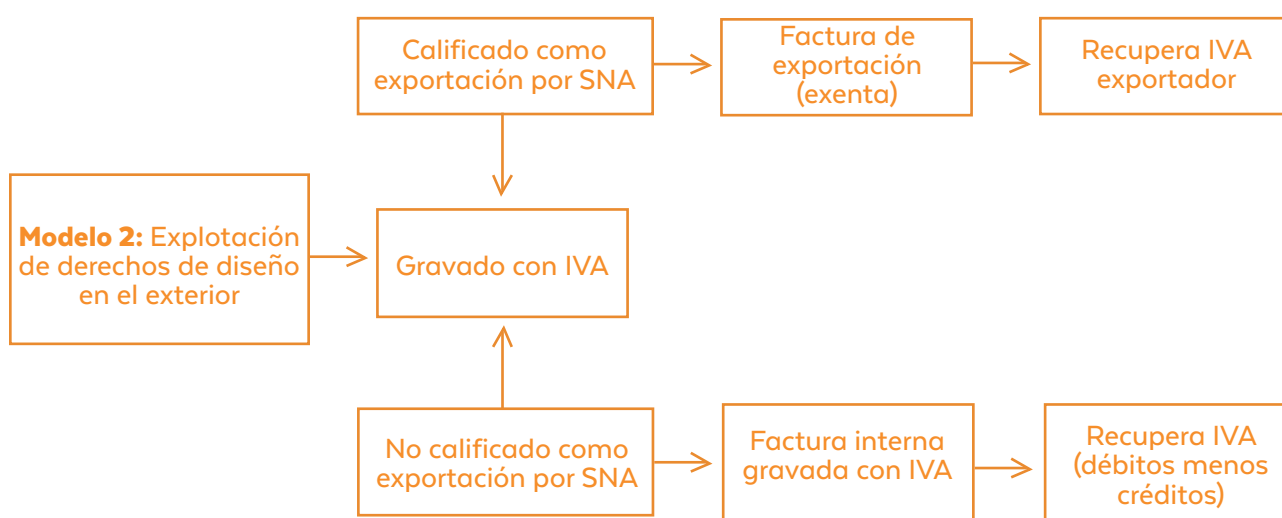 Calificado como
exportación por SNA
Factura de
exportación
(exenta)
Recupera IVA
exportador
Modelo 2: Explotación
de derechos de diseño
en el exterior
Gravado con IVA
No calificado como
exportación por SNA
Factura interna
gravada con IVA
Recupera IVA
(débitos menos
créditos)